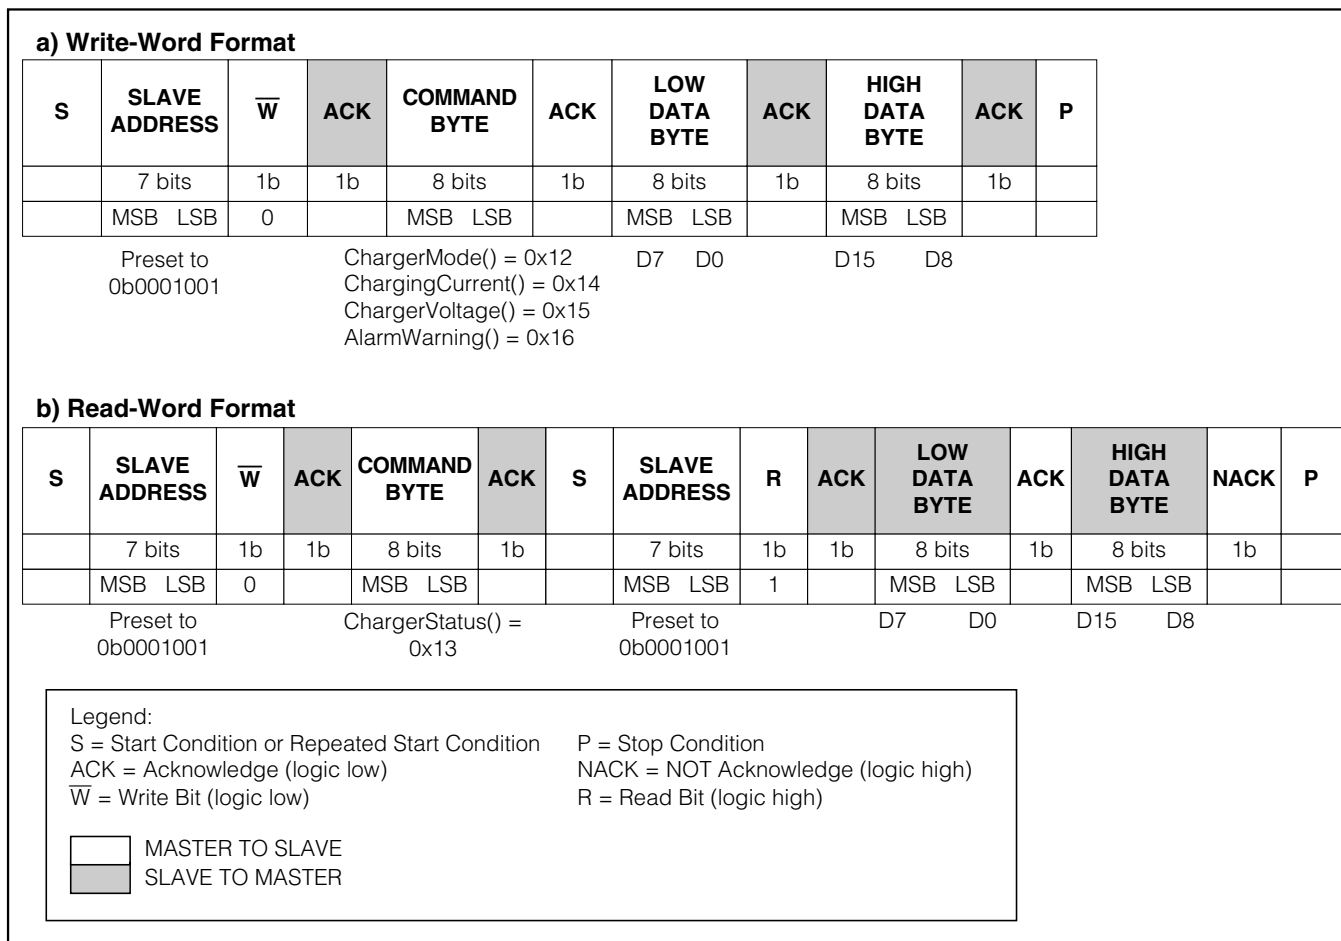 a) Write-Word Format
S SLAVE ADDRESS W̅ ACK COMMAND BYTE ACK LOW DATA BYTE ACK HIGH DATA BYTE ACK P
7 bits 1b 1b 8 bits 1b 8 bits 1b 8 bits 1b
MSB LSB 0 MSB LSB MSB LSB MSB LSB
Preset to 0b0001001
ChargerMode() = 0x12
ChargingCurrent() = 0x14
ChargerVoltage() = 0x15
AlarmWarning() = 0x16
D7 D0 D15 D8
b) Read-Word Format
S SLAVE ADDRESS W̅ ACK COMMAND BYTE ACK S SLAVE ADDRESS R ACK LOW DATA BYTE ACK HIGH DATA BYTE NACK P
7 bits 1b 1b 8 bits 1b 7 bits 1b 1b 8 bits 1b 8 bits 1b
MSB LSB 0 MSB LSB MSB LSB 1 MSB LSB MSB LSB
Preset to 0b0001001
ChargerStatus() = 0x13
Preset to 0b0001001
D7 D0 D15 D8
Legend:
S = Start Condition or Repeated Start Condition P = Stop Condition
ACK = Acknowledge (logic low) NACK = NOT Acknowledge (logic high)
W̅ = Write Bit (logic low) R = Read Bit (logic high)
MASTER TO SLAVE
SLAVE TO MASTER